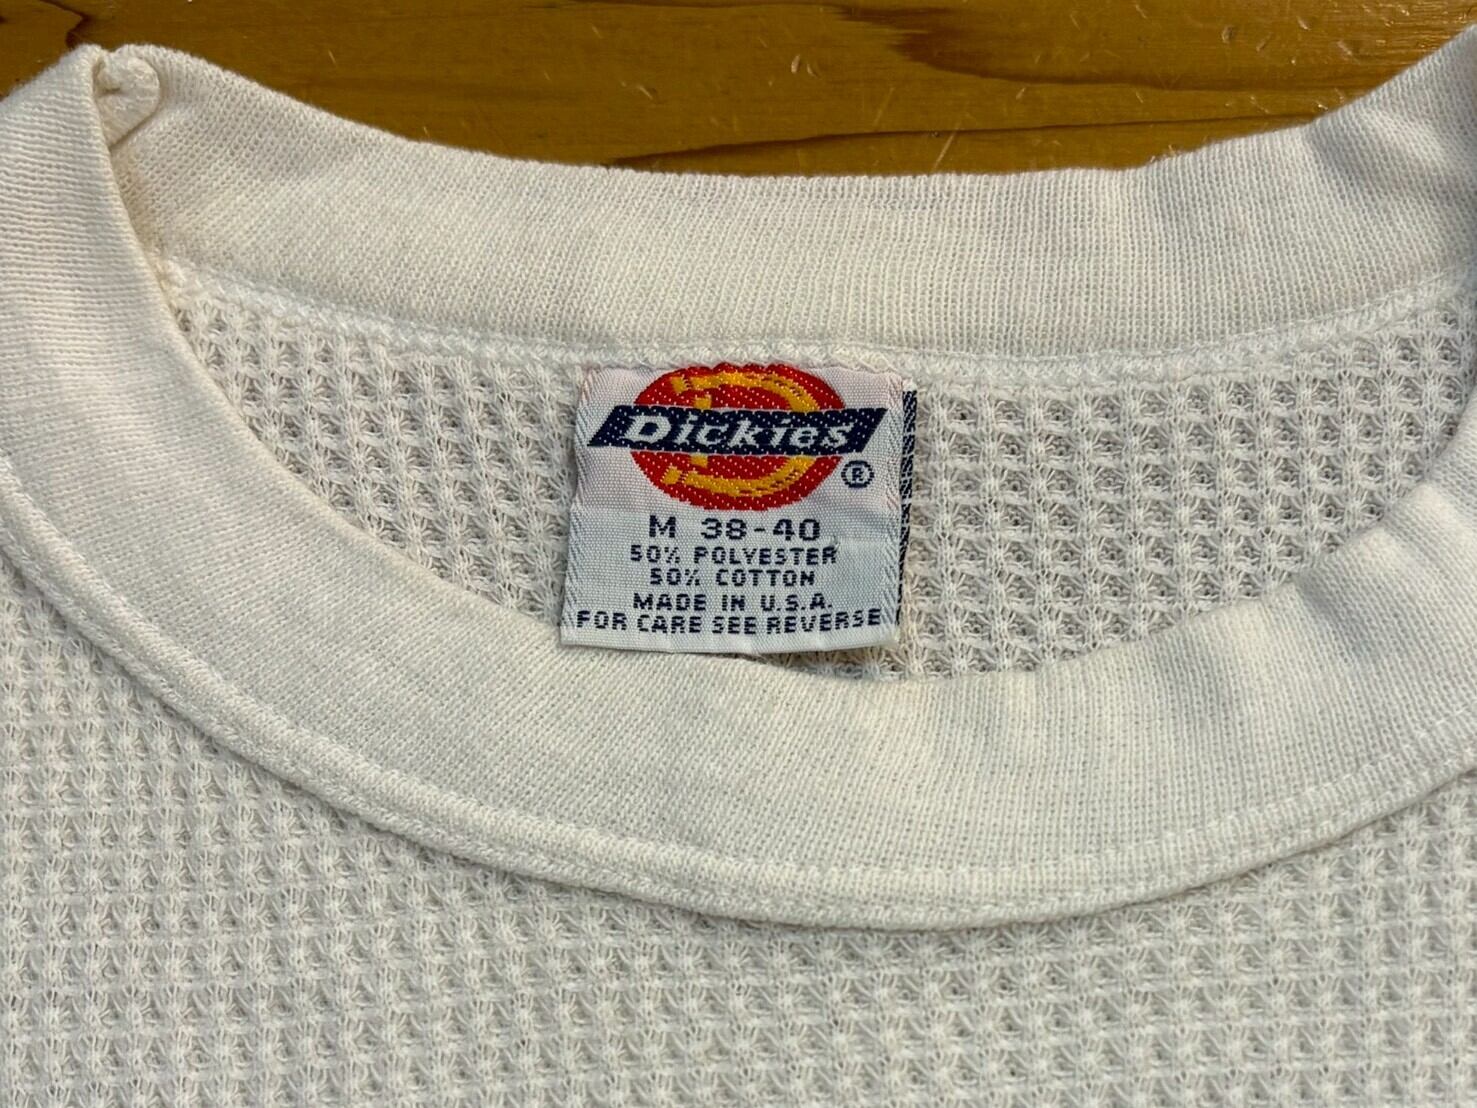 Dickies
®
M 38-40
50% POLYESTER
50% COTTON
MADE IN U.S.A.
FOR CARE SEE REVERSE